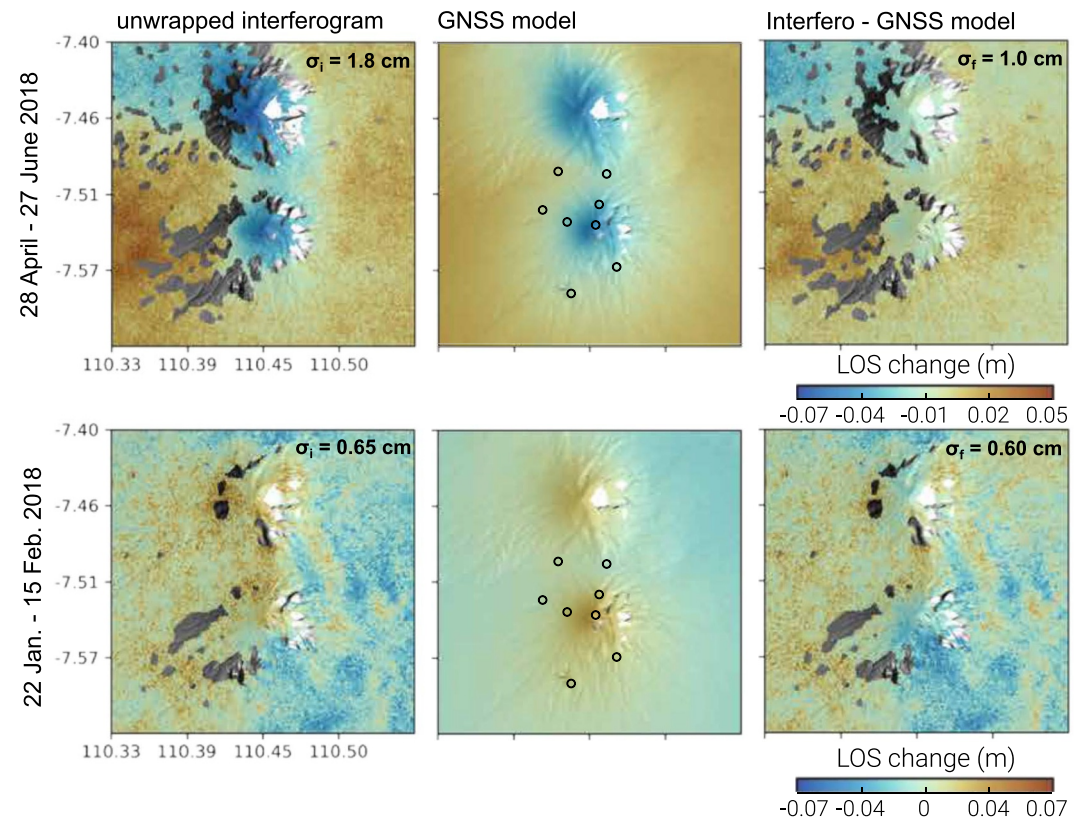 unwrapped interferogram
GNSS model
Interfero - GNSS model
28 April - 27 June 2018
-7.40
-7.46
-7.51
-7.57
σi = 1.8 cm
σf = 1.0 cm
110.33 110.39 110.45 110.50
LOS change (m)
-0.07 -0.04 -0.01 0.02 0.05
22 Jan. - 15 Feb. 2018
-7.40
-7.46
-7.51
-7.57
σi = 0.65 cm
σf = 0.60 cm
110.33 110.39 110.45 110.50
LOS change (m)
-0.07 -0.04 0 0.04 0.07